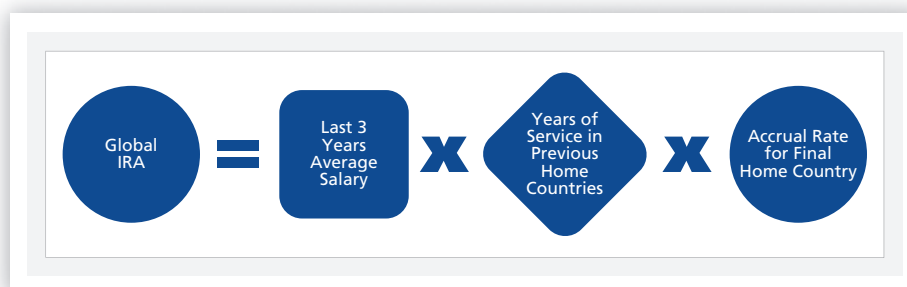 Global
IRA
=
Last 3
Years
Average
Salary
x
Years of
Service in
Previous
Home
Countries
x
Accrual Rate
for Final
Home Country